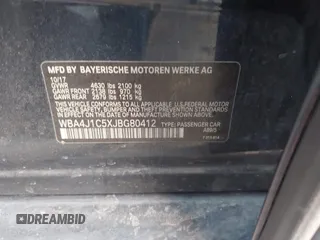 MFD BY BAYERISCHE MOTOREN WERKE AG
10/17
GVWR 4630 LBS 2100 KG
GAWR FRONT 2138 LBS 970 KG
GAWR REAR 2679 LBS 1215 KG
THIS VEHICLE CONFORMS TO ALL APPLICABLE FEDERAL MOTOR
VEHICLE SAFETY, BUMPER AND THEFT PREVENTION STANDARDS
IN EFFECT ON THE DATE OF MANUFACTURE SHOWN ABOVE.
WBA4J1C5XJBG80412 TYPE: PASSENGER CAR
DREAMBID